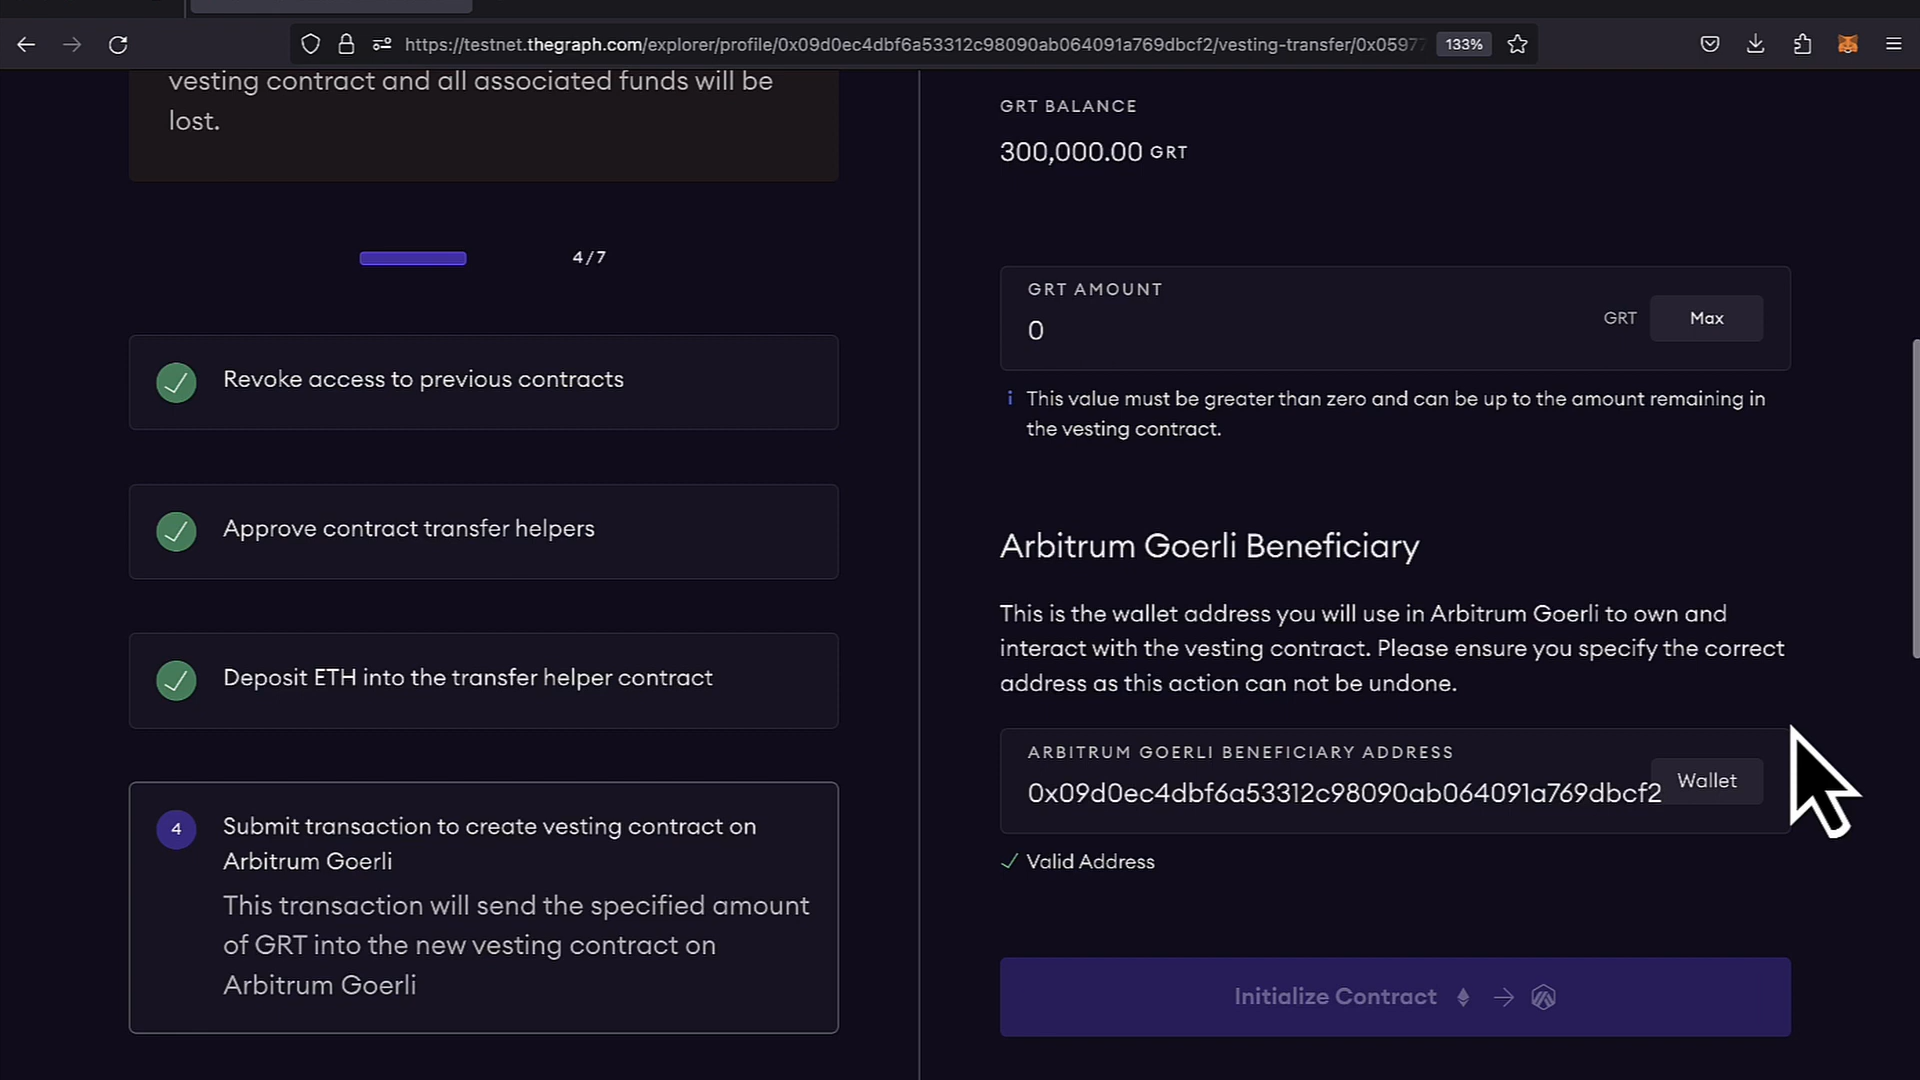 https://testnet.thegraph.com/explorer/profile/0x09d0ec4dbf6a53312c98090ab064091a769dbcf2/vesting-transfer/0x05977
133%
vesting contract and all associated funds will be
lost.
4/7
Revoke access to previous contracts
Approve contract transfer helpers
Deposit ETH into the transfer helper contract
4
Submit transaction to create vesting contract on
Arbitrum Goerli
This transaction will send the specified amount
of GRT into the new vesting contract on
Arbitrum Goerli
GRT BALANCE
300,000.00 GRT
GRT AMOUNT
0
GRT
Max
i This value must be greater than zero and can be up to the amount remaining in
the vesting contract.
Arbitrum Goerli Beneficiary
This is the wallet address you will use in Arbitrum Goerli to own and
interact with the vesting contract. Please ensure you specify the correct
address as this action can not be undone.
ARBITRUM GOERLI BENEFICIARY ADDRESS
0x09d0ec4dbf6a53312c98090ab064091a769dbcf2
Wallet
Valid Address
Initialize Contract